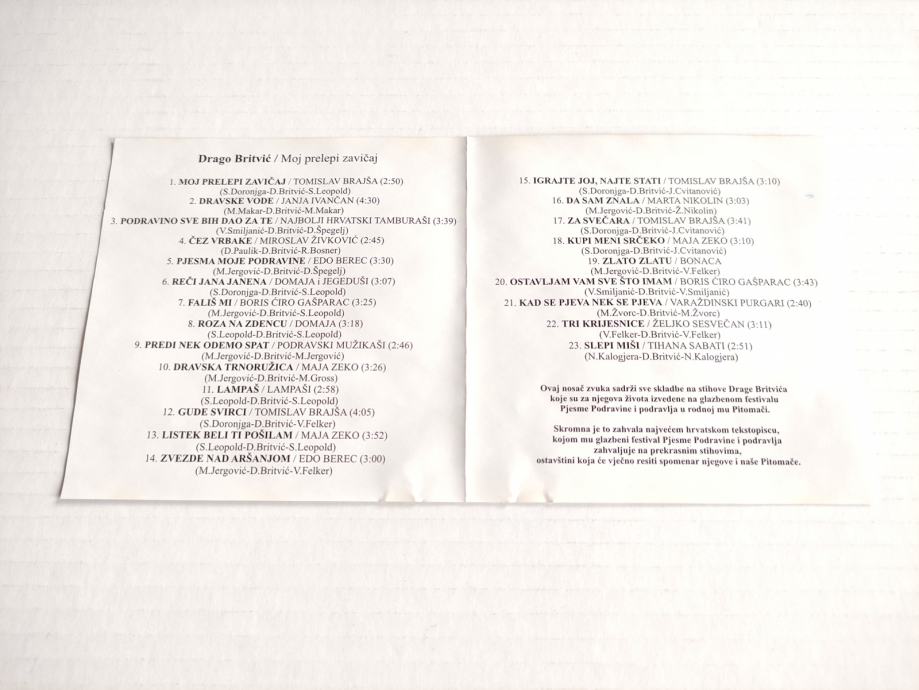 Drago Britvić / Moj prelepi zavičaj
1. MOJ PRELEPI ZAVIČAJ / TOMISLAV BRAJŠA (2:50)
(S.Doronjga-D.Britvić-S.Leopold)
2. DRAVSKE VODE / JANJA IVANČAN (4:30)
(M.Makar-D.Britvić-M.Makar)
3. PODRAVINO SVE BIH DAO ZA TE / NAJBOLJI HRVATSKI TAMBURAŠI (3:39)
(V.Smiljanić-D.Britvić-D.Špegelj)
4. ČEZ VRBAKE / MIROSLAV ŽIVKOVIĆ (2:45)
(D.Paulik-D.Britvić-R.Bosner)
5. PJESMA MOJE PODRAVINE / EDO BEREC (3:30)
(M.Jergović-D.Britvić-D.Špegelj)
6. REČI JANA JANENA / DOMAJA i JEGEDUŠI (3:07)
(S.Doronjga-D.Britvić-S.Leopold)
7. FALIŠ MI / BORIS ĆIRO GAŠPARAC (3:25)
(M.Jergović-D.Britvić-S.Leopold)
8. ROZA NA ZDENCU / DOMAJA (3:18)
(S.Leopold-D.Britvić-S.Leopold)
9. PREDI NEK ODEMO SPAT / PODRAVSKI MUŽIKAŠI (2:46)
(M.Jergović-D.Britvić-M.Jergović)
10. DRAVSKA TRNORUŽICA / MAJA ZEKO (3:26)
(M.Jergović-D.Britvić-M.Gross)
11. LAMPAŠ / LAMPAŠI (2:58)
(S.Leopold-D.Britvić-S.Leopold)
12. GUDE SVIRCI / TOMISLAV BRAJŠA (4:05)
(S.Doronjga-D.Britvić-V.Felker)
13. LISTEK BELI TI POŠILAM / MAJA ZEKO (3:52)
(S.Leopold-D.Britvić-S.Leopold)
14. ZVEZDE NAD ARŠANJOM / EDO BEREC (3:00)
(M.Jergović-D.Britvić-V.Felker)
15. IGRAJTE JOJ, NAJTE STATI / TOMISLAV BRAJŠA (3:10)
(S.Doronjga-D.Britvić-J.Cvitanović)
16. DA SAM ZNALA / MARTA NIKOLIN (3:03)
(M.Jergović-D.Britvić-Ž.Nikolin)
17. ZA SVEČARA / TOMISLAV BRAJŠA (3:41)
(S.Doronjga-D.Britvić-J.Cvitanović)
18. KUPI MENI SRČEKO / MAJA ZEKO (3:10)
(S.Doronjga-D.Britvić-J.Cvitanović)
19. ZLATO ZLATU / BONACA
(M.Jergović-D.Britvić-V.Felker)
20. OSTAVLJAM VAM SVE ŠTO IMAM / BORIS ĆIRO GAŠPARAC (3:43)
(V.Smiljanić-D.Britvić-V.Smiljanić)
21. KAD SE PJEVA NEK SE PJEVA / VARAŽDINSKI PURGARI (2:40)
(M.Žvorc-D.Britvić-M.Žvorc)
22. TRI KRIJESNICE / ŽELJKO SESVEČAN (3:11)
(V.Felker-D.Britvić-V.Felker)
23. SLEPI MIŠI / TIHANA SABATI (2:51)
(N.Kalogjera-D.Britvić-N.Kalogjera)
Ovaj nosač zvuka sadrži sve skladbe na stihove Drage Britvića
koje su za njegova života izvedene na glazbenom festivalu
Pjesme Podravine i podravlja u rodnoj mu Pitomači.
Skromna je to zahvala najvećem hrvatskom tekstopiscu,
kojom mu glazbeni festival Pjesme Podravine i podravlja
zahvaljuje na prekrasnim stihovima,
ostavštini koja će vječno resiti spomenar njegove i naše Pitomače.